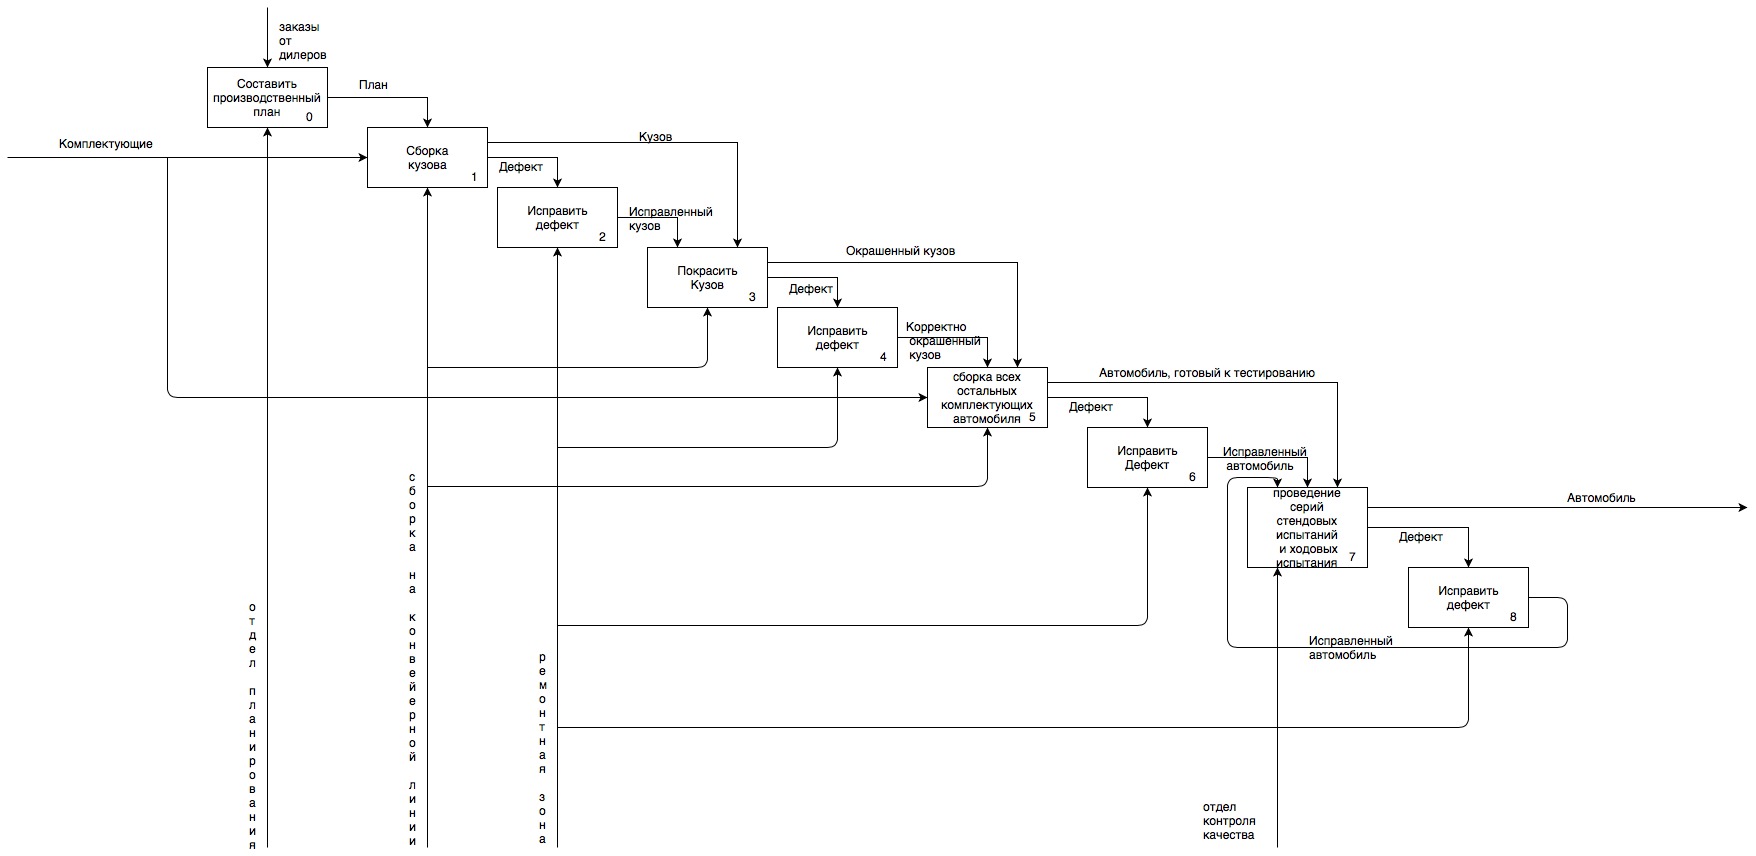 заказы
от
дилеров
Составить
производственный
план
0
План
Комплектующие
Сборка
кузова
1
Кузов
Дефект
Исправить
дефект
2
Исправленный
кузов
Покрасить
Кузов
3
Окрашенный кузов
Дефект
Исправить
дефект
4
Корректно
окрашенный
кузов
сборка всех
остальных
комплектующих
автомобиля
5
Автомобиль, готовый к тестированию
Дефект
Исправить
Дефект
6
Исправленный
автомобиль
проведение
серий
стендовых
испытаний
и ходовых
испытания
7
Автомобиль
Дефект
Исправить
дефект
8
Исправленный
автомобиль
отдел планирования
сборка на конвейерной линии
ремонтная зона
отдел
контроля
качества